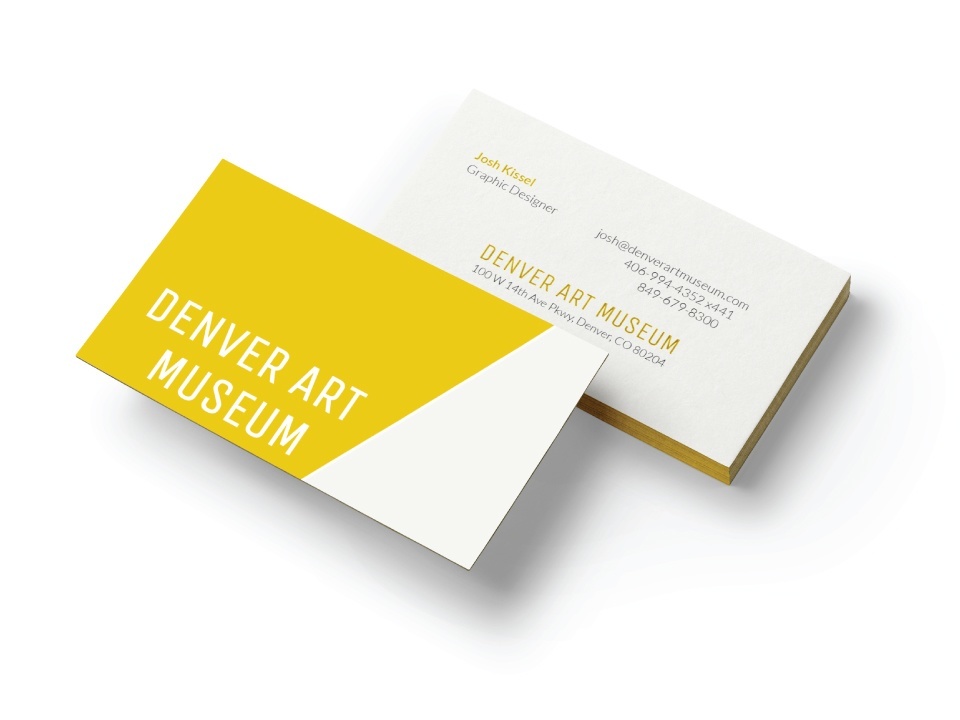 DENVER ART
MUSEUM
Josh Kissel
Graphic Designer
josh@denverartmuseum.com
406-994-4352 x441
849-679-8300
DENVER ART MUSEUM
100 W 14th Ave Pkwy, Denver, CO 80204